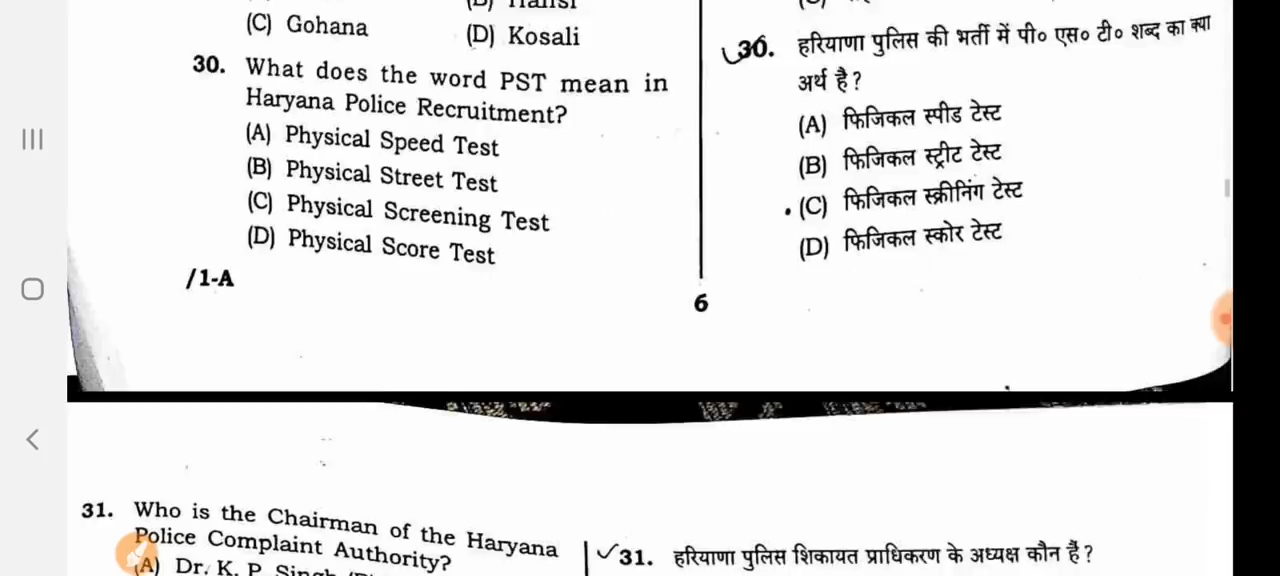 (C) Gohana
(D) Kosali
30. What does the word PST mean in
Haryana Police Recruitment?
(A) Physical Speed Test
(B) Physical Street Test
(C) Physical Screening Test
(D) Physical Score Test
/1-A
30. हरियाणा पुलिस की भर्ती में पी० एस० टी० शब्द का क्या
अर्थ है?
(A) फिजिकल स्पीड टेस्ट
(B) फिजिकल स्ट्रीट टेस्ट
(C) फिजिकल स्क्रीनिंग टेस्ट
(D) फिजिकल स्कोर टेस्ट
6
31. Who is the Chairman of the Haryana
Police Complaint Authority?
(A) Dr. K. P.
31. हरियाणा पुलिस शिकायत प्राधिकरण के अध्यक्ष कौन हैं?